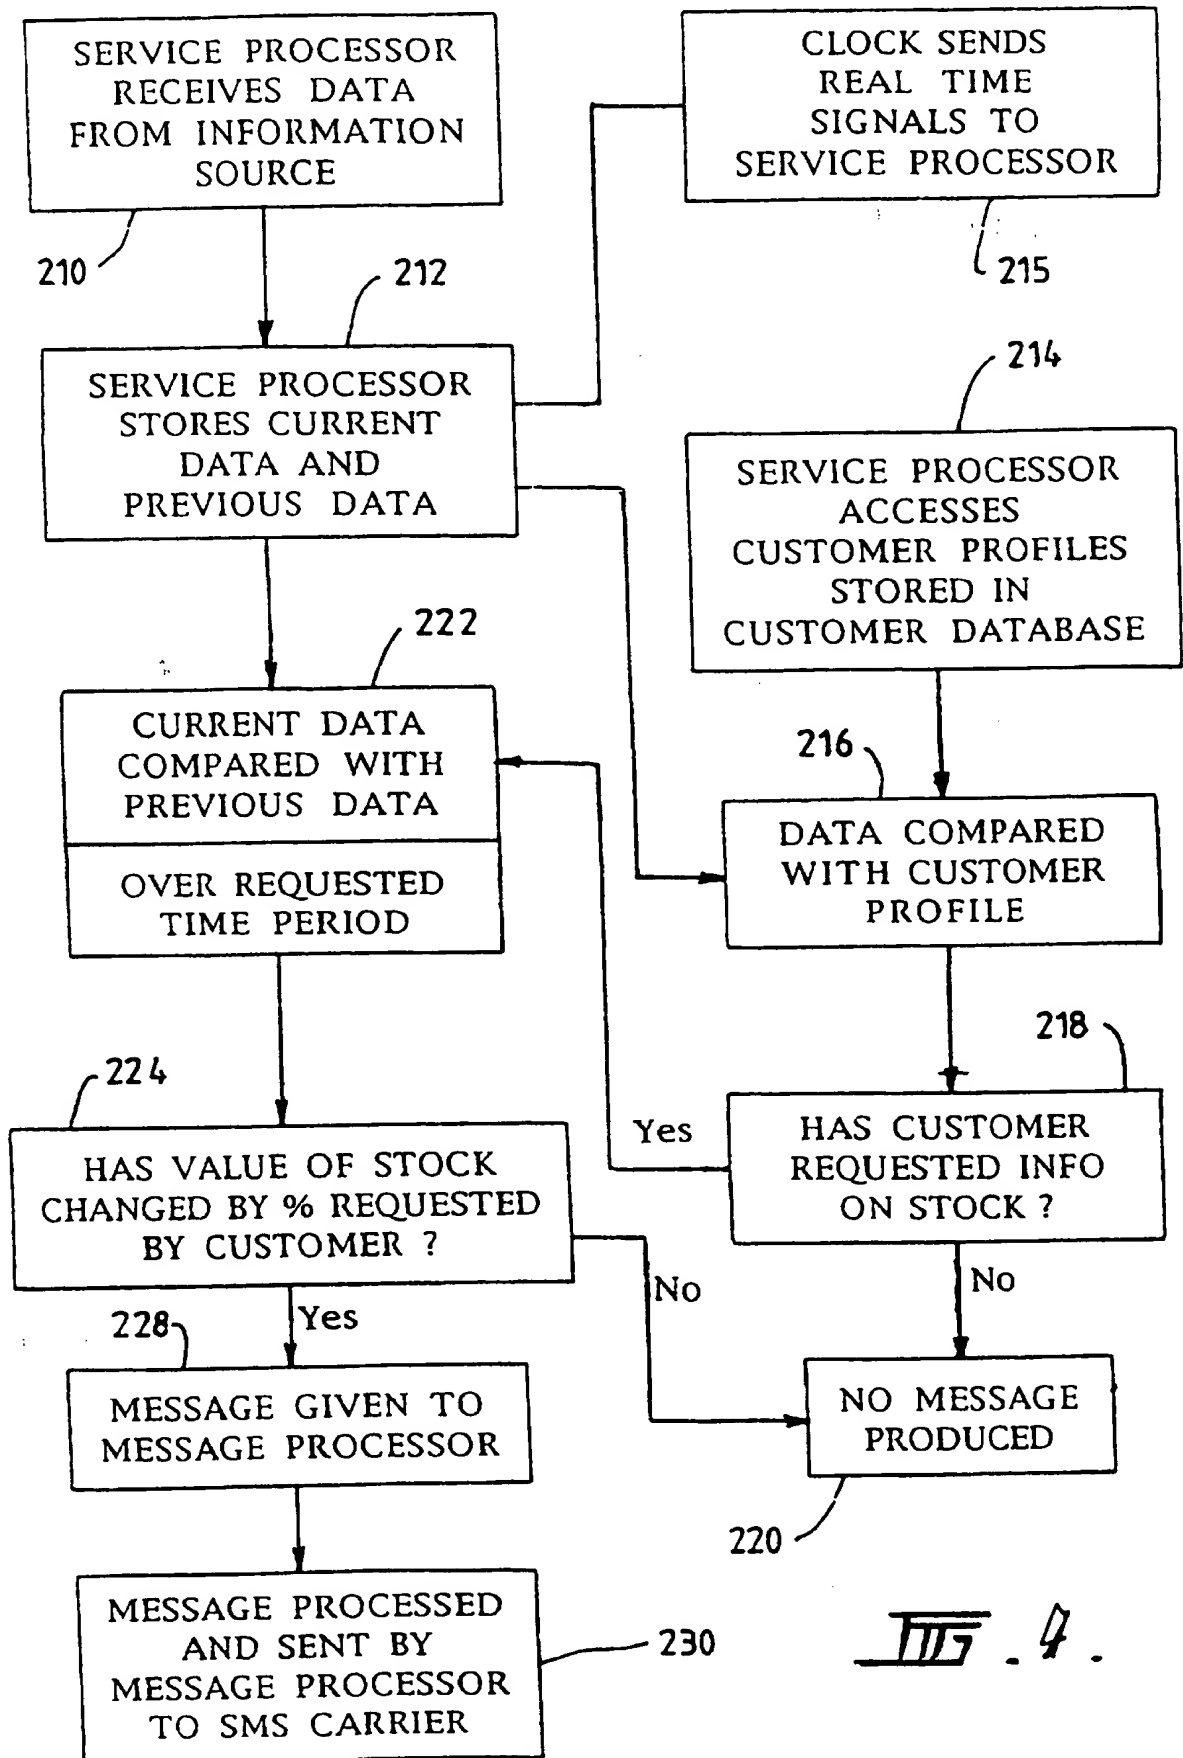 SERVICE PROCESSOR
RECEIVES DATA
FROM INFORMATION
SOURCE
210
CLOCK SENDS
REAL TIME
SIGNALS TO
SERVICE PROCESSOR
215
212
SERVICE PROCESSOR
STORES CURRENT
DATA AND
PREVIOUS DATA
214
SERVICE PROCESSOR
ACCESSES
CUSTOMER PROFILES
STORED IN
CUSTOMER DATABASE
222
CURRENT DATA
COMPARED WITH
PREVIOUS DATA
OVER REQUESTED
TIME PERIOD
216
DATA COMPARED
WITH CUSTOMER
PROFILE
218
HAS CUSTOMER
REQUESTED INFO
ON STOCK ?
Yes
No
224
HAS VALUE OF STOCK
CHANGED BY % REQUESTED
BY CUSTOMER ?
No
Yes
228
MESSAGE GIVEN TO
MESSAGE PROCESSOR
NO MESSAGE
PRODUCED
220
MESSAGE PROCESSED
AND SENT BY
MESSAGE PROCESSOR
TO SMS CARRIER
230
FIG. 4.